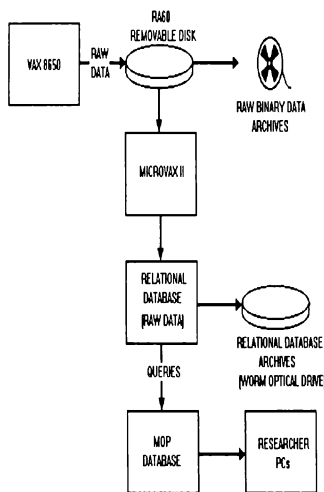 RA60
REMOVABLE DISK
VAX 8650
RAW
DATA
RAW BINARY DATA
ARCHIVES
MICROVAX II
RELATIONAL
DATABASE
(RAW DATA)
RELATIONAL DATABASE
ARCHIVES
(WORM OPTICAL DRIVE
QUERIES
MOP
DATABASE
RESEARCHER
PCs